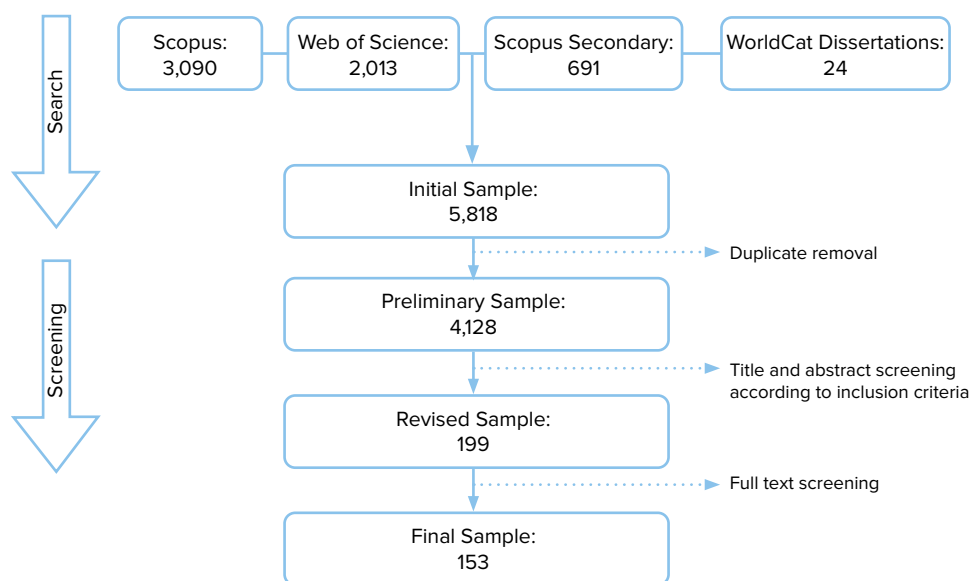 Scopus:
3,090
Web of Science:
2,013
Scopus Secondary:
691
WorldCat Dissertations:
24
Search
Initial Sample:
5,818
Duplicate removal
Preliminary Sample:
4,128
Screening
Title and abstract screening
according to inclusion criteria
Revised Sample:
199
Full text screening
Final Sample:
153